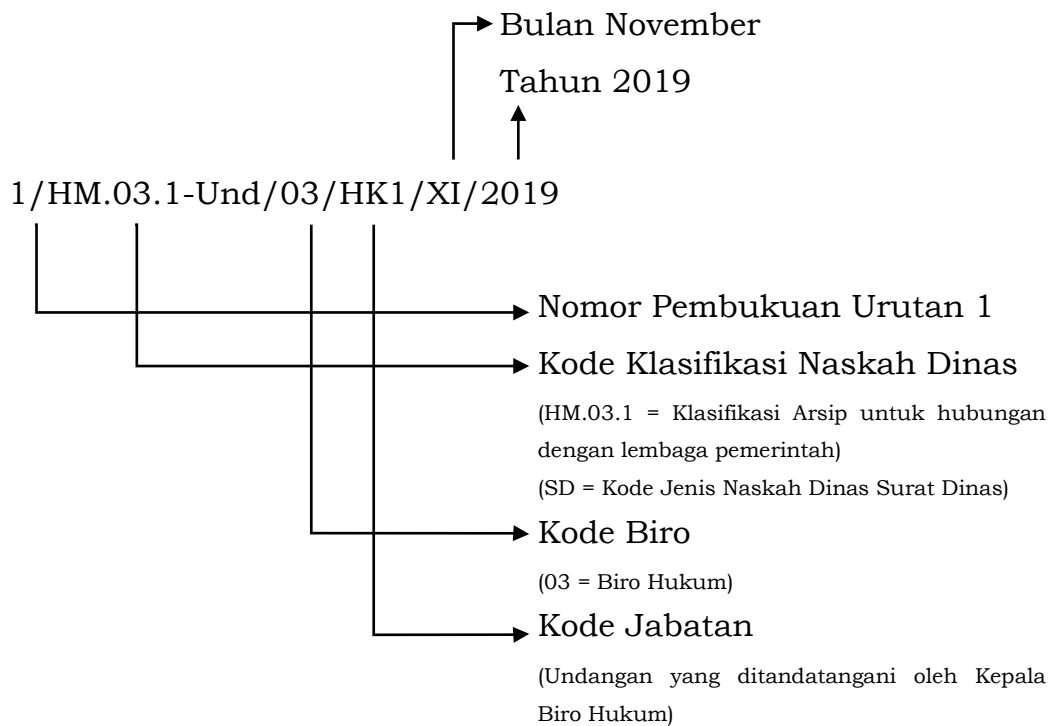 Bulan November
Tahun 2019
1/HM.03.1-Und/03/HK1/XI/2019
Nomor Pembukuan Urutan 1
Kode Klasifikasi Naskah Dinas
(HM.03.1 = Klasifikasi Arsip untuk hubungan
dengan lembaga pemerintah)
(SD = Kode Jenis Naskah Dinas Surat Dinas)
Kode Biro
(03 = Biro Hukum)
Kode Jabatan
(Undangan yang ditandatangani oleh Kepala
Biro Hukum)